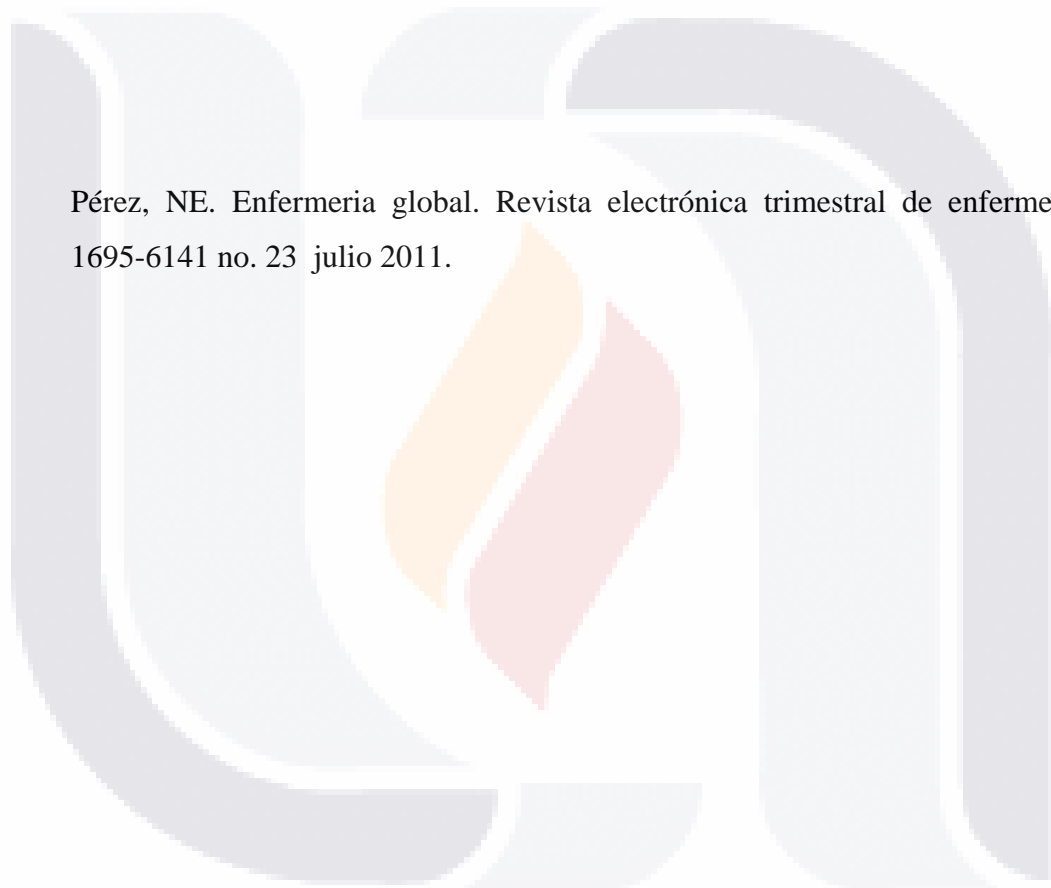 Pérez, NE. Enfermeria global. Revista electrónica trimestral de enferme
1695-6141 no. 23 julio 2011.